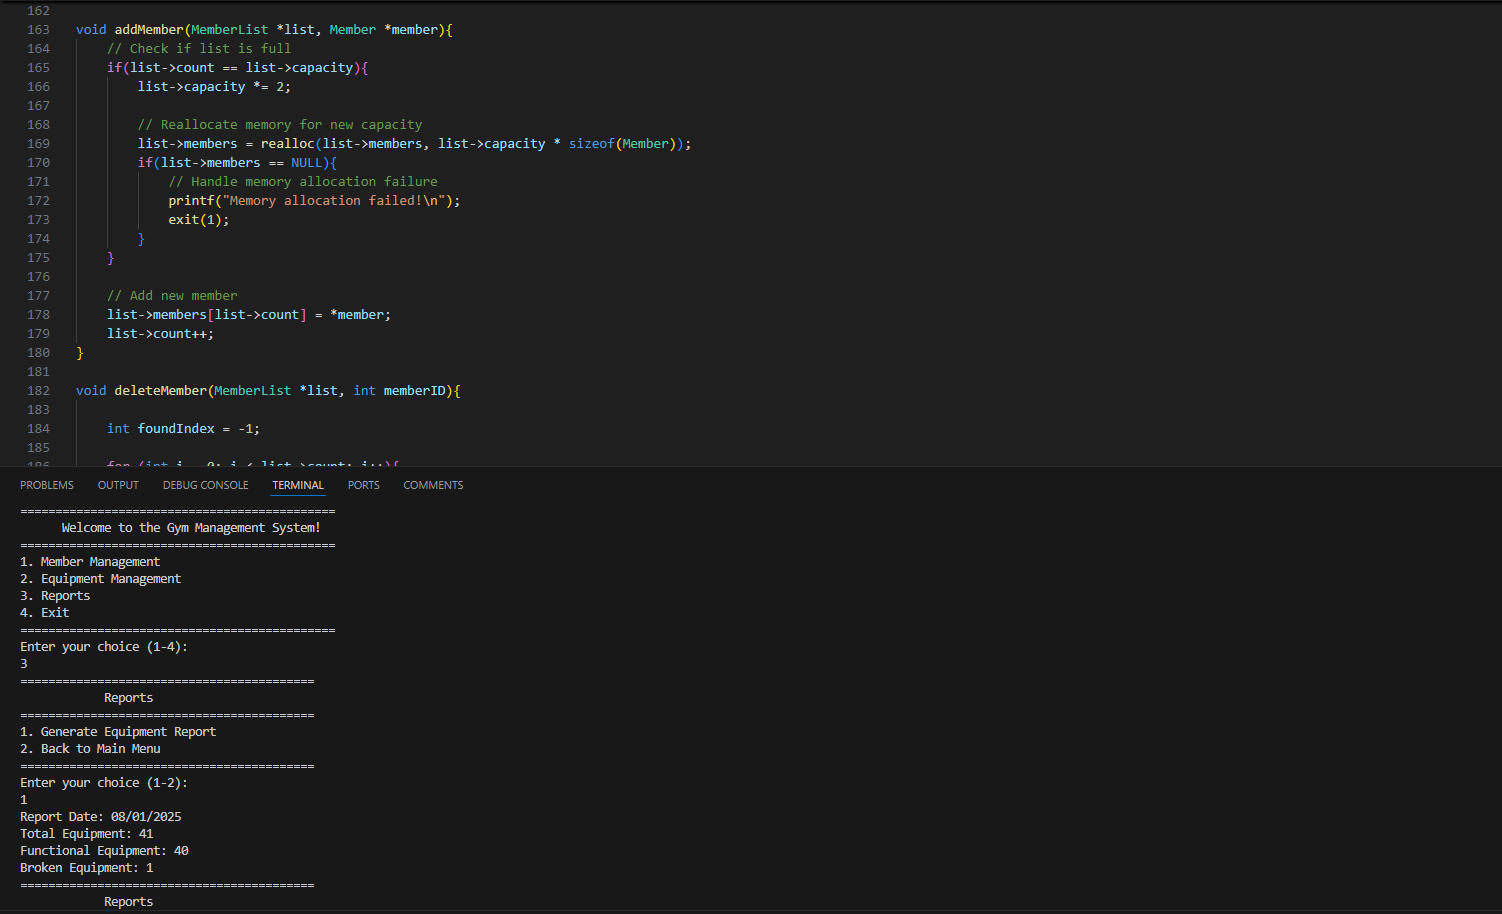 162
163 void addMember(MemberList *list, Member *member){
164 // Check if list is full
165 if(list->count == list->capacity){
166 list->capacity *= 2;
167
168 // Reallocate memory for new capacity
169 list->members = realloc(list->members, list->capacity * sizeof(Member));
170 if(list->members == NULL){
171 // Handle memory allocation failure
172 printf("Memory allocation failed!\n");
173 exit(1);
174 }
175 }
176
177 // Add new member
178 list->members[list->count] = *member;
179 list->count++;
180 }
181
182 void deleteMember(MemberList *list, int memberID){
183
184 int foundIndex = -1;
185
186 for (int i = 0; i < list->count; i++){
PROBLEMS OUTPUT DEBUG CONSOLE TERMINAL PORTS COMMENTS
=============================================
Welcome to the Gym Management System!
=============================================
1. Member Management
2. Equipment Management
3. Reports
4. Exit
=============================================
Enter your choice (1-4):
3
==========================================
Reports
==========================================
1. Generate Equipment Report
2. Back to Main Menu
==========================================
Enter your choice (1-2):
1
Report Date: 08/01/2025
Total Equipment: 41
Functional Equipment: 40
Broken Equipment: 1
==========================================
Reports